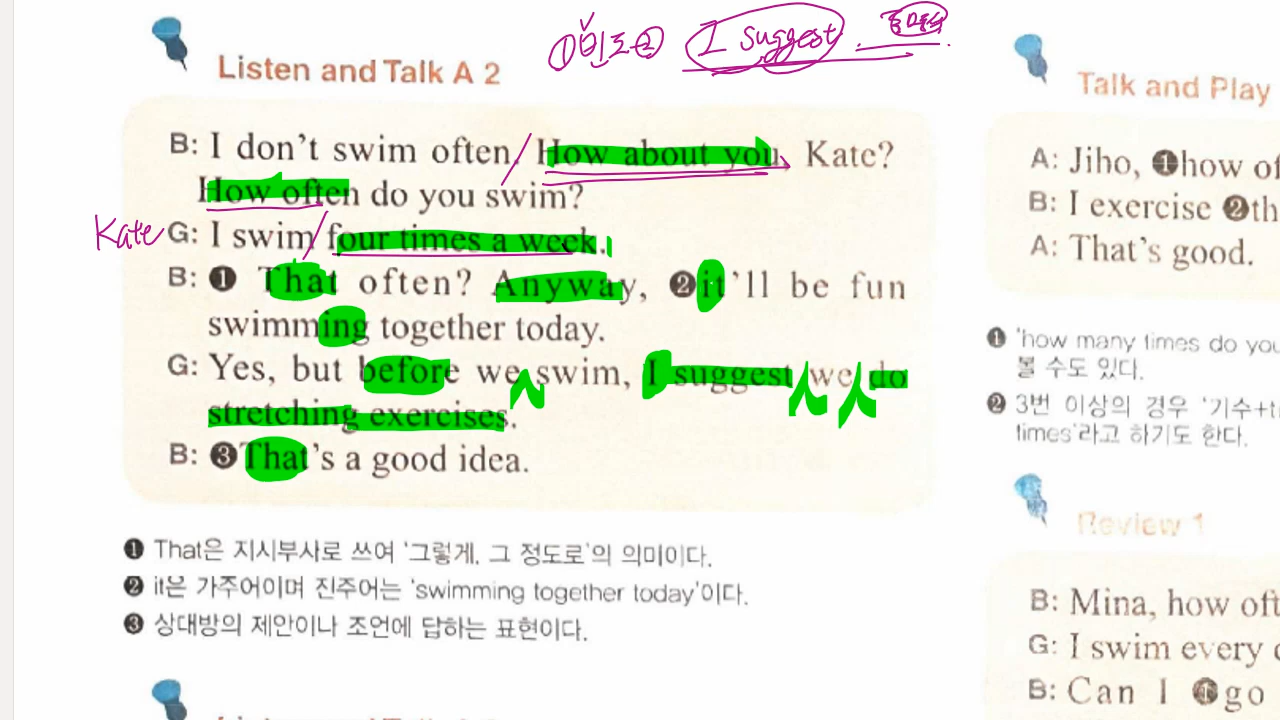 ①빈도② I suggest
Listen and Talk A 2
B: I don't swim often. How about you, Kate?
How often do you swim?
Kate G: I swim four times a week.
B: ❶ That often? Anyway, ❷it'll be fun
swimming together today.
G: Yes, but before we swim, I suggest we do
stretching exercises.
B: ❸That's a good idea.
❶ That은 지시부사로 쓰여 '그렇게, 그 정도로'의 의미이다.
❷ it은 가주어이며 진주어는 'swimming together today'이다.
❸ 상대방의 제안이나 조언에 답하는 표현이다.
Talk and Play
A: Jiho, ❶how of
B: I exercise ❷th
A: That's good.
❶ 'how many times do you
볼 수도 있다.
❷ 3번 이상의 경우 '기수+ti
times'라고 하기도 한다.
Review 1
B: Mina, how oft
G: I swim every
B: Can I ❶go